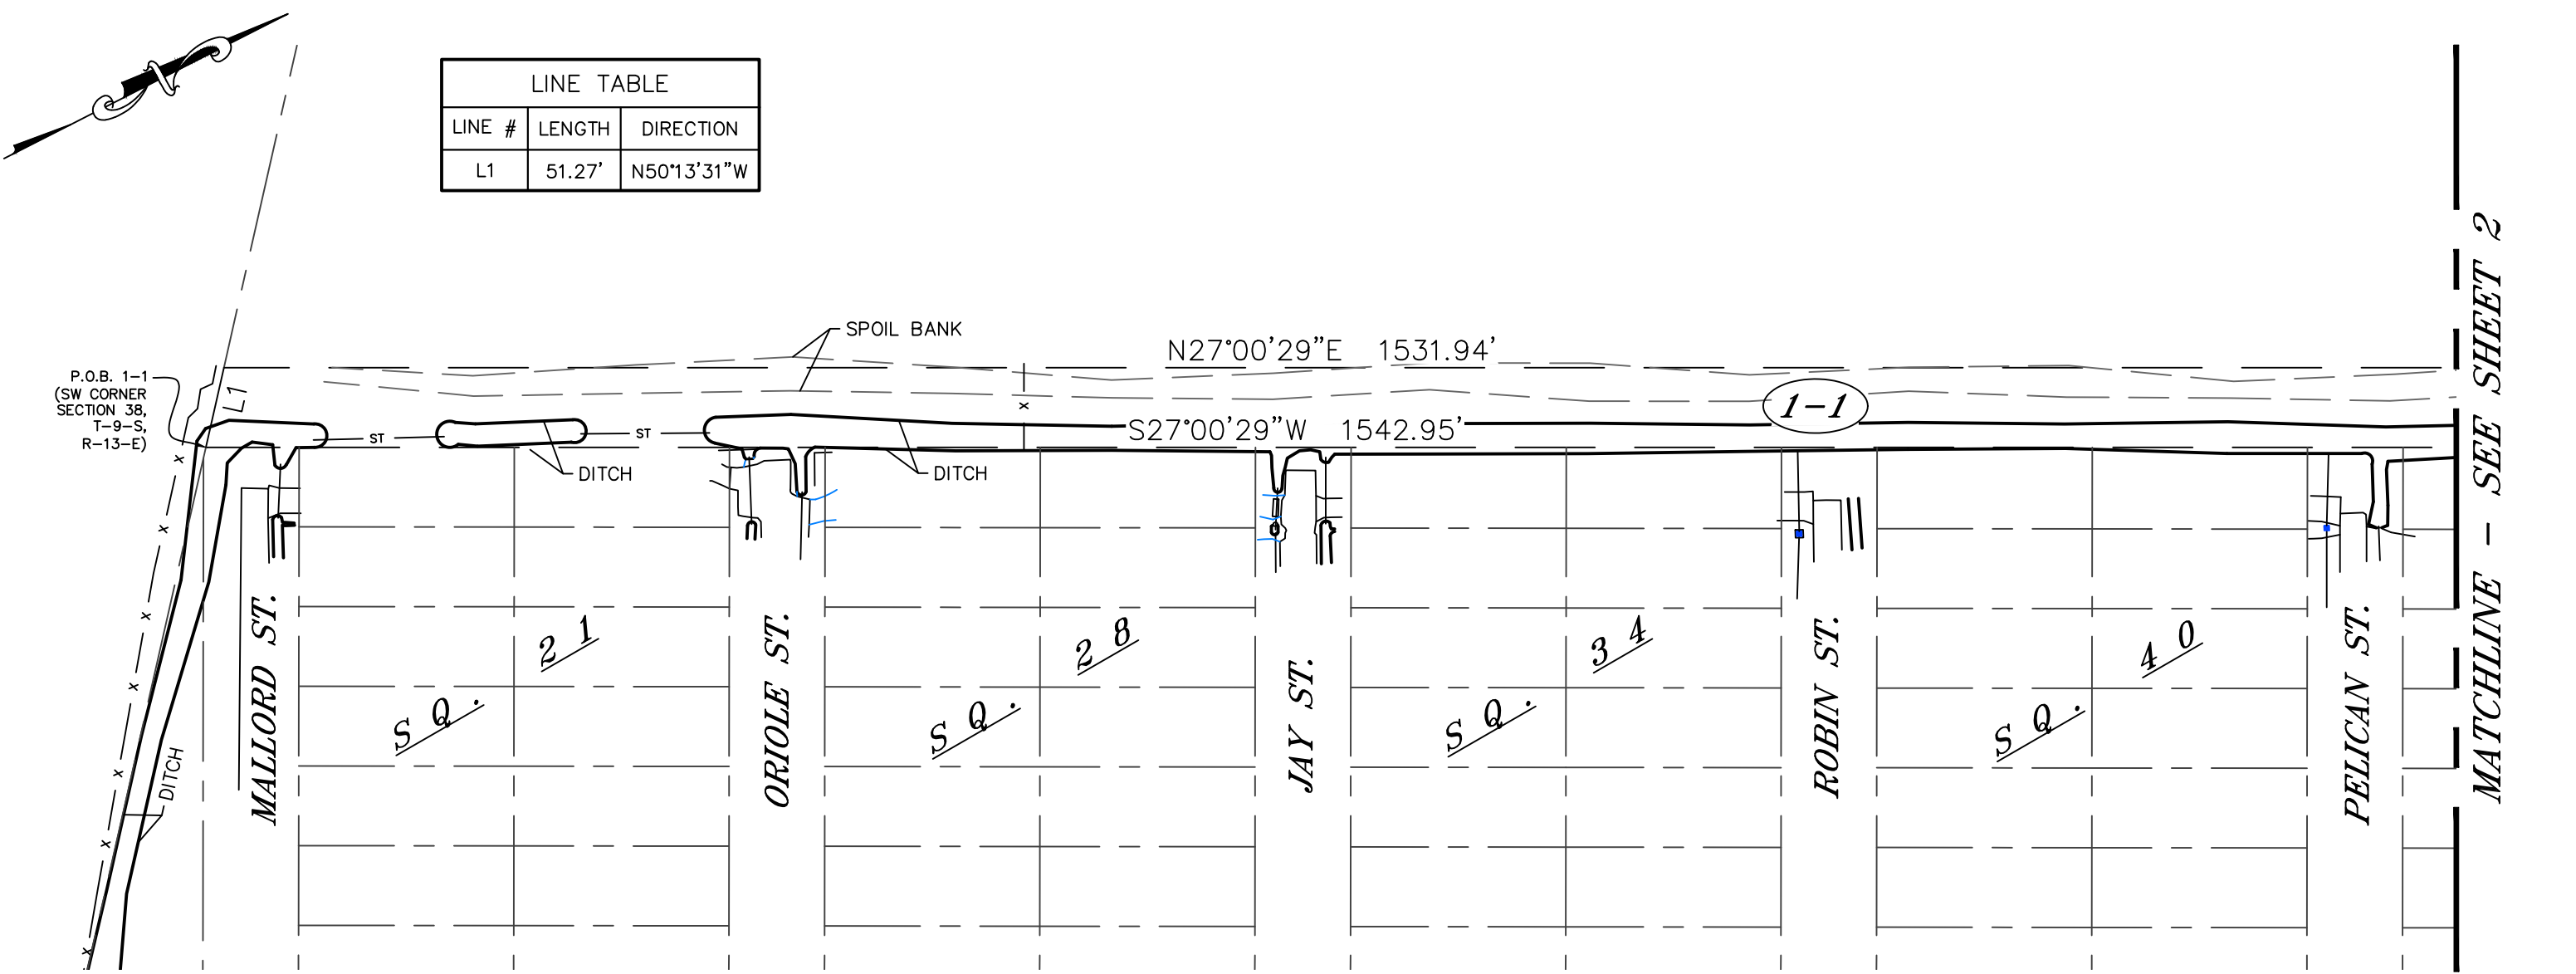 N
LINE TABLE
LINE # LENGTH DIRECTION
L1 51.27' N50°13'31"W
SPOIL BANK
N27°00'29"E 1531.94'
P.O.B. 1-1
(SW CORNER
SECTION 38,
T-9-S,
R-13-E)
L1
1-1
S27°00'29"W 1542.95'
ST
ST
DITCH
DITCH
DITCH
MALLORD ST.
SQ. 21
ORIOLE ST.
SQ. 28
JAY ST.
SQ. 34
ROBIN ST.
SQ. 40
PELICAN ST.
MATCHLINE - SEE SHEET 2